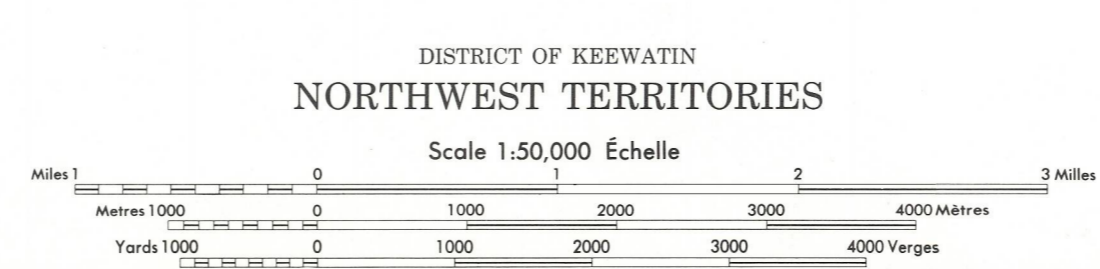 DISTRICT OF KEEWATIN
NORTHWEST TERRITORIES
Scale 1:50,000 Échelle
Miles 1 0 1 2 3 Milles
Metres 1000 0 1000 2000 3000 4000 Mètres
Yards 1000 0 1000 2000 3000 4000 Verges